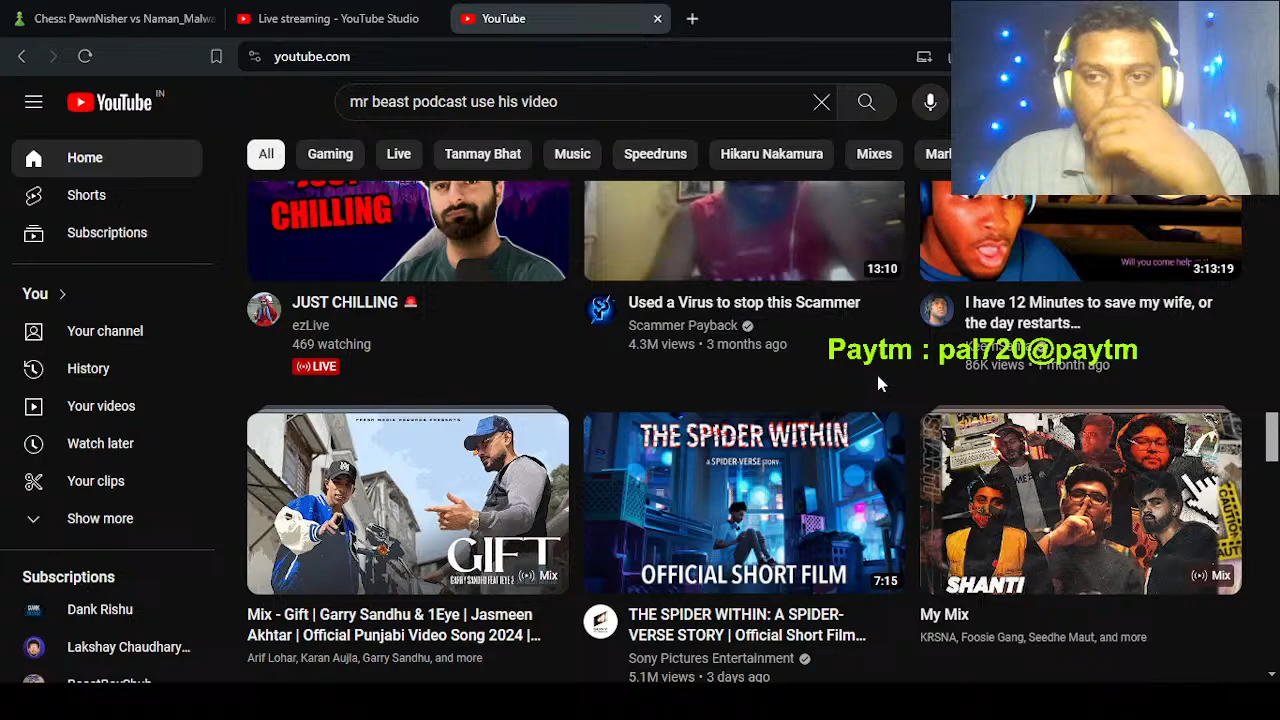 Chess: PawnNisher vs Naman_Malwa
Live streaming - YouTube Studio
YouTube
youtube.com
YouTube IN
mr beast podcast use his video
Home
Shorts
Subscriptions
You
Your channel
History
Your videos
Watch later
Your clips
Show more
Subscriptions
Dank Rishu
Lakshay Chaudhary...
All
Gaming
Live
Tanmay Bhat
Music
Speedruns
Hikaru Nakamura
Mixes
JUST
CHILLING
JUST CHILLING
ezLive
469 watching
LIVE
13:10
Used a Virus to stop this Scammer
Scammer Payback
4.3M views • 3 months ago
Will you come help
3:13:19
I have 12 Minutes to save my wife, or
the day restarts...
86K views • 1 month ago
Paytm : pal720@paytm
GIFT
Mix
Mix - Gift | Garry Sandhu & 1Eye | Jasmeen
Akhtar | Official Punjabi Video Song 2024 |...
Arif Lohar, Karan Aujla, Garry Sandhu, and more
THE SPIDER WITHIN
A SPIDER-VERSE STORY
OFFICIAL SHORT FILM
7:15
THE SPIDER WITHIN: A SPIDER-
VERSE STORY | Official Short Film...
Sony Pictures Entertainment
5.1M views • 3 days ago
SHANTI
Mix
My Mix
KRSNA, Foosie Gang, Seedhe Maut, and more